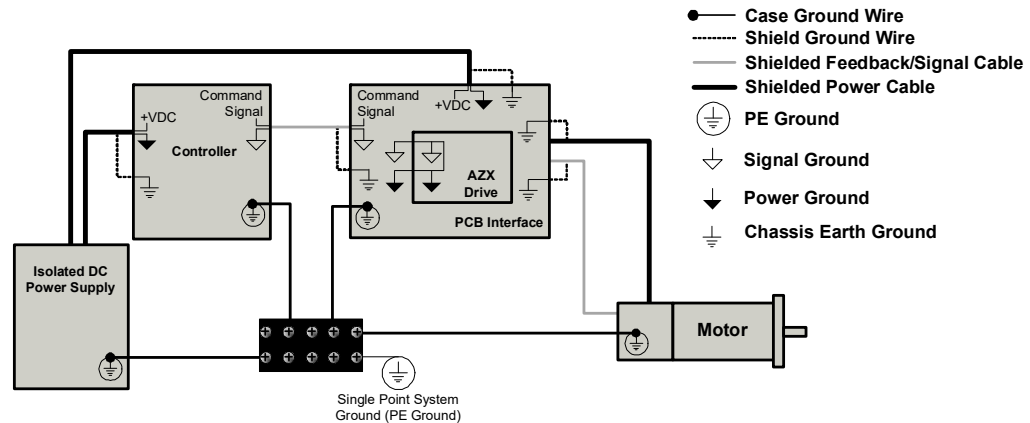 Case Ground Wire
Shield Ground Wire
Shielded Feedback/Signal Cable
Shielded Power Cable
PE Ground
Signal Ground
Power Ground
Chassis Earth Ground
+VDC
Command
Signal
Controller
Command
Signal
+VDC
AZX
Drive
PCB Interface
Isolated DC
Power Supply
Motor
Single Point System
Ground (PE Ground)